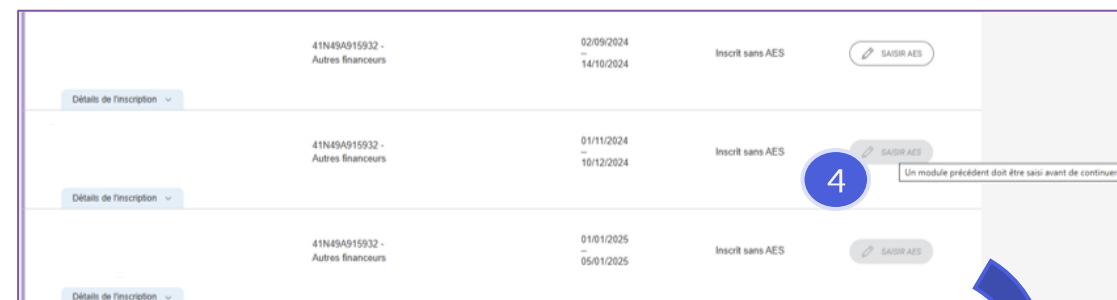 41N49A915932 -
Autres financeurs
02/09/2024
–
14/10/2024
Inscrit sans AES
SAISIR AES
Détails de l'inscription
41N49A915932 -
Autres financeurs
01/11/2024
–
10/12/2024
Inscrit sans AES
4
SAISIR AES
Un module précédent doit être saisi avant de continuer
Détails de l'inscription
41N49A915932 -
Autres financeurs
01/01/2025
–
05/01/2025
Inscrit sans AES
SAISIR AES
Détails de l'inscription